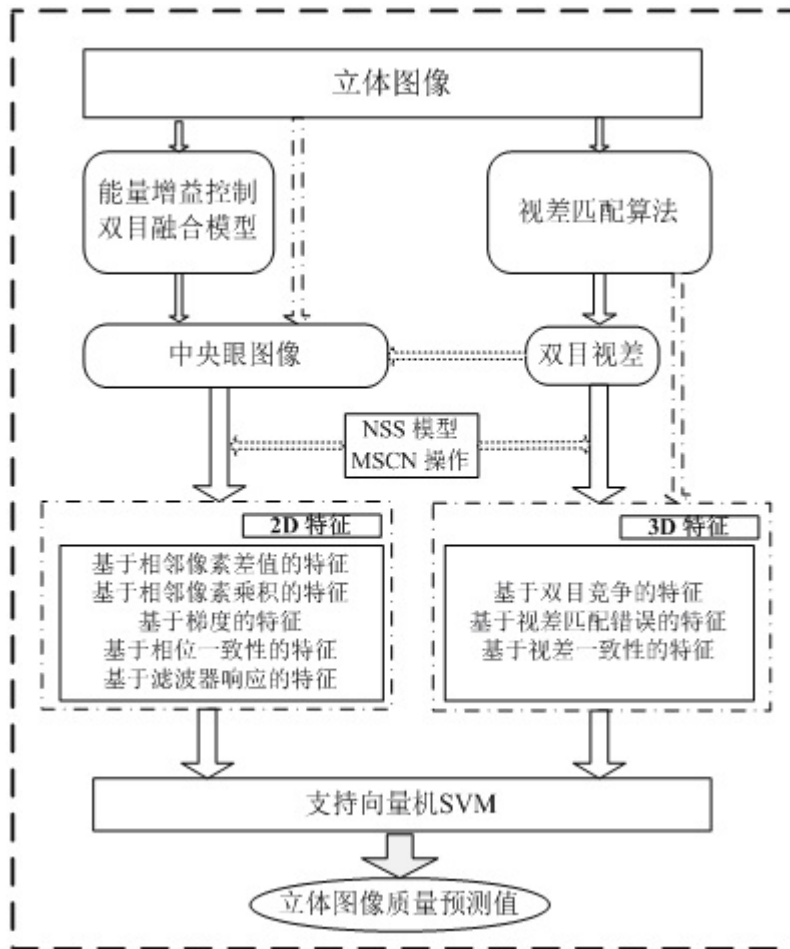 立体图像
能量增益控制
双目融合模型
视差匹配算法
中央眼图像
双目视差
NSS 模型
MSCN 操作
2D 特征
基于相邻像素差值的特征
基于相邻像素乘积的特征
基于梯度的特征
基于相位一致性的特征
基于滤波器响应的特征
3D 特征
基于双目竞争的特征
基于视差匹配错误的特征
基于视差一致性的特征
支持向量机SVM
立体图像质量预测值